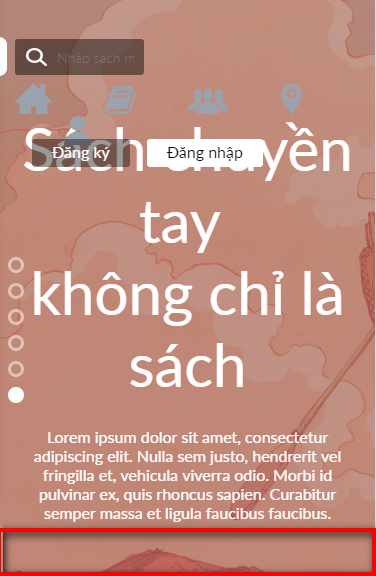 Nhập sách m
Sách chuyền
Đăng ký
Đăng nhập
tay
không chỉ là
sách
Lorem ipsum dolor sit amet, consectetur
adipiscing elit. Nulla sem justo, hendrerit vel
fringilla et, vehicula viverra odio. Morbi id
pulvinar ex, quis rhoncus sapien. Curabitur
semper massa et ligula faucibus faucibus.